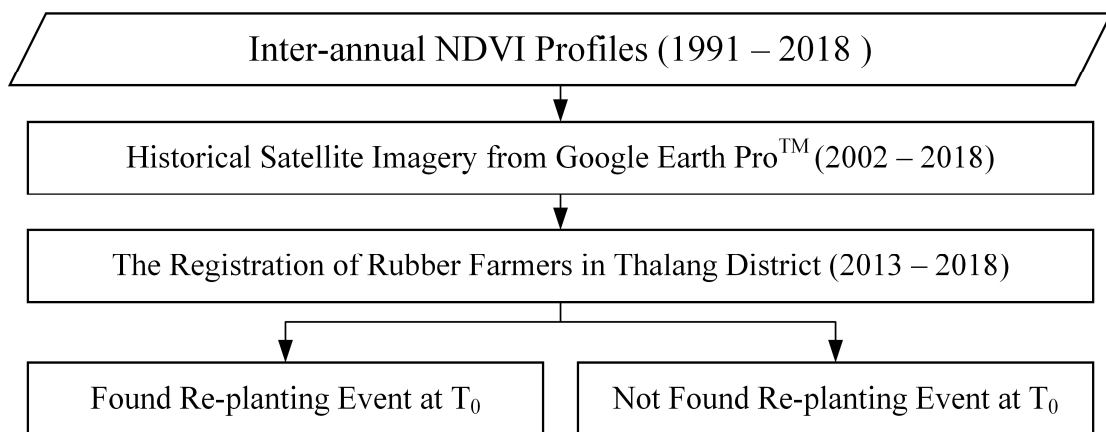 Inter-annual NDVI Profiles (1991 – 2018 )
Historical Satellite Imagery from Google Earth Pro™ (2002 – 2018)
The Registration of Rubber Farmers in Thalang District (2013 – 2018)
Found Re-planting Event at T₀
Not Found Re-planting Event at T₀